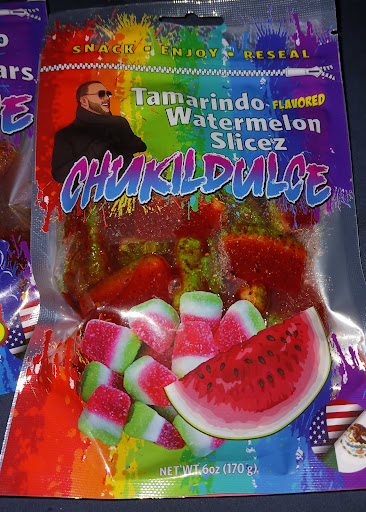 SNACK • ENJOY • RESEAL
Tamarindo FLAVORED
Watermelon
Slicez
CHUKILDULCE
NET WT. 6oz (170 g)